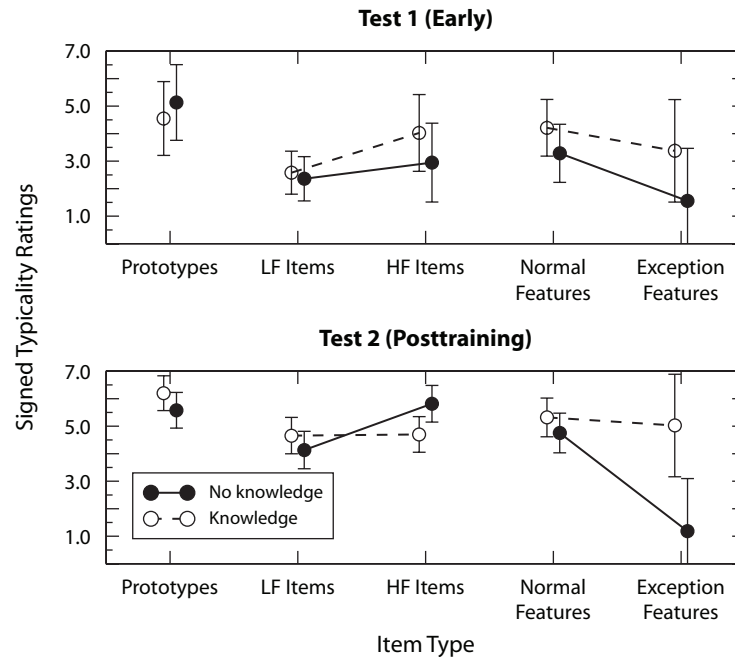 Test 1 (Early)
7.0
5.0
3.0
1.0
Prototypes LF Items HF Items Normal Features Exception Features
Signed Typicality Ratings
Test 2 (Posttraining)
7.0
5.0
3.0
1.0
No knowledge
Knowledge
Prototypes LF Items HF Items Normal Features Exception Features
Item Type